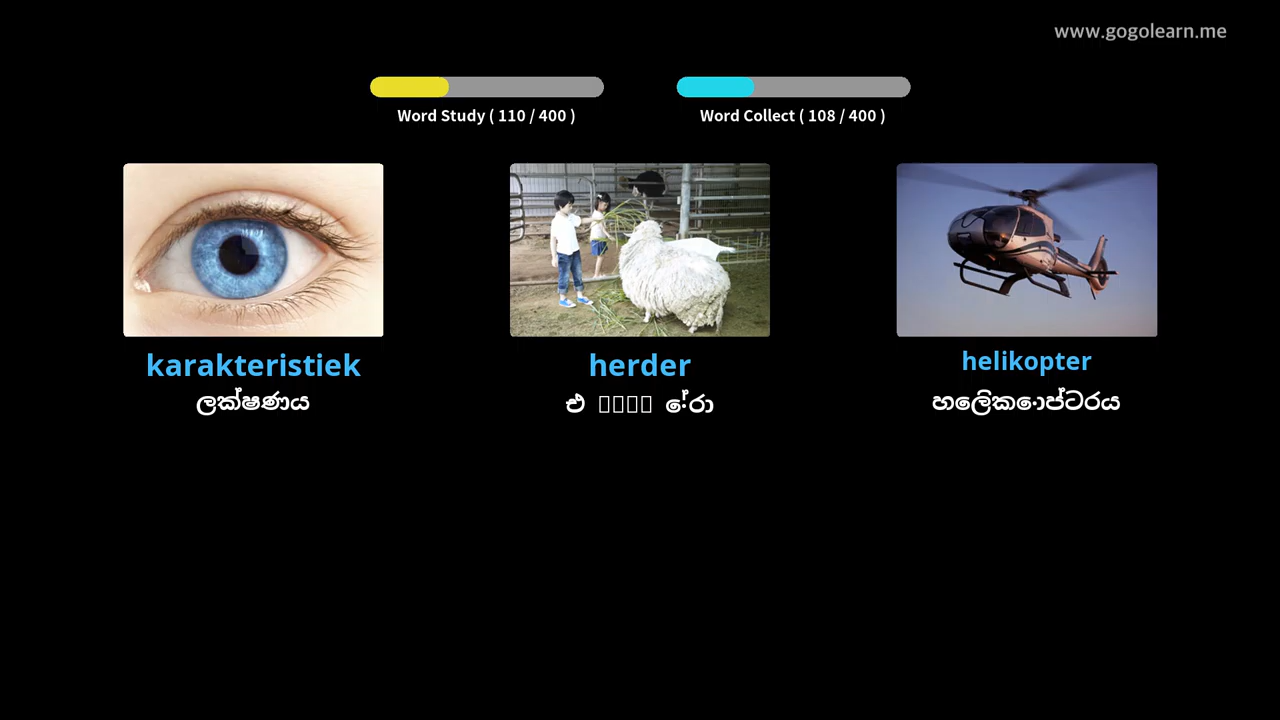 www.gogolearn.me
Word Study ( 110 / 400 )
Word Collect ( 108 / 400 )
karakteristiek
herder
helikopter
ලක්ෂණය
එ
හෙලිකොප්ටරය